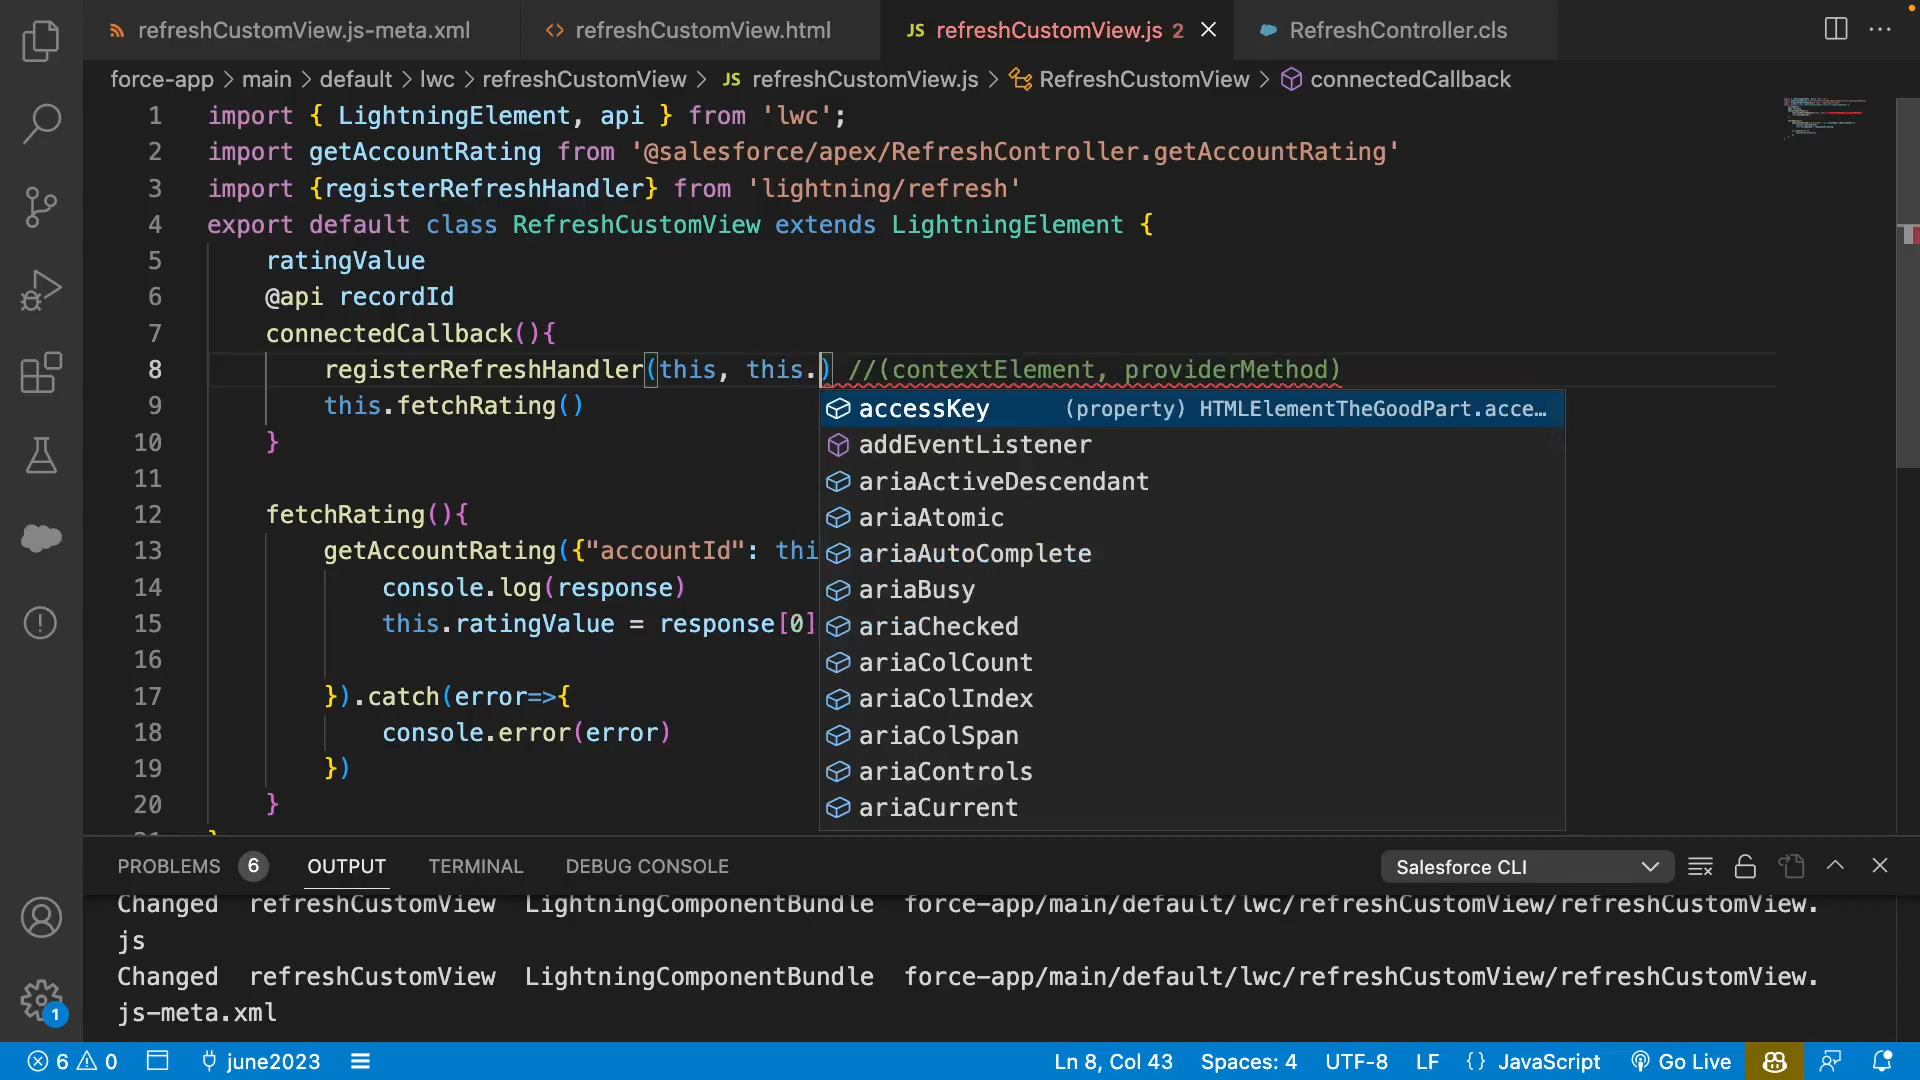 refreshCustomView.js-meta.xml
<> refreshCustomView.html
JS refreshCustomView.js 2
RefreshController.cls
force-app > main > default > lwc > refreshCustomView > JS refreshCustomView.js > RefreshCustomView > connectedCallback
1 import { LightningElement, api } from 'lwc';
2 import getAccountRating from '@salesforce/apex/RefreshController.getAccountRating'
3 import {registerRefreshHandler} from 'lightning/refresh'
4 export default class RefreshCustomView extends LightningElement {
5 ratingValue
6 @api recordId
7 connectedCallback(){
8 registerRefreshHandler(this, this.) //(contextElement, providerMethod)
9 this.fetchRating()
10 }
11
12 fetchRating(){
13 getAccountRating({"accountId": thi
14 console.log(response)
15 this.ratingValue = response[0]
16
17 }).catch(error=>{
18 console.error(error)
19 })
20 }
accessKey (property) HTMLElementTheGoodPart.acce…
addEventListener
ariaActiveDescendant
ariaAtomic
ariaAutoComplete
ariaBusy
ariaChecked
ariaColCount
ariaColIndex
ariaColSpan
ariaControls
ariaCurrent
PROBLEMS 6 OUTPUT TERMINAL DEBUG CONSOLE Salesforce CLI
Changed refreshCustomView LightningComponentBundle force-app/main/default/lwc/refreshCustomView/refreshCustomView.
js
Changed refreshCustomView LightningComponentBundle force-app/main/default/lwc/refreshCustomView/refreshCustomView.
js-meta.xml
1
6 0 june2023 Ln 8, Col 43 Spaces: 4 UTF-8 LF {} JavaScript Go Live